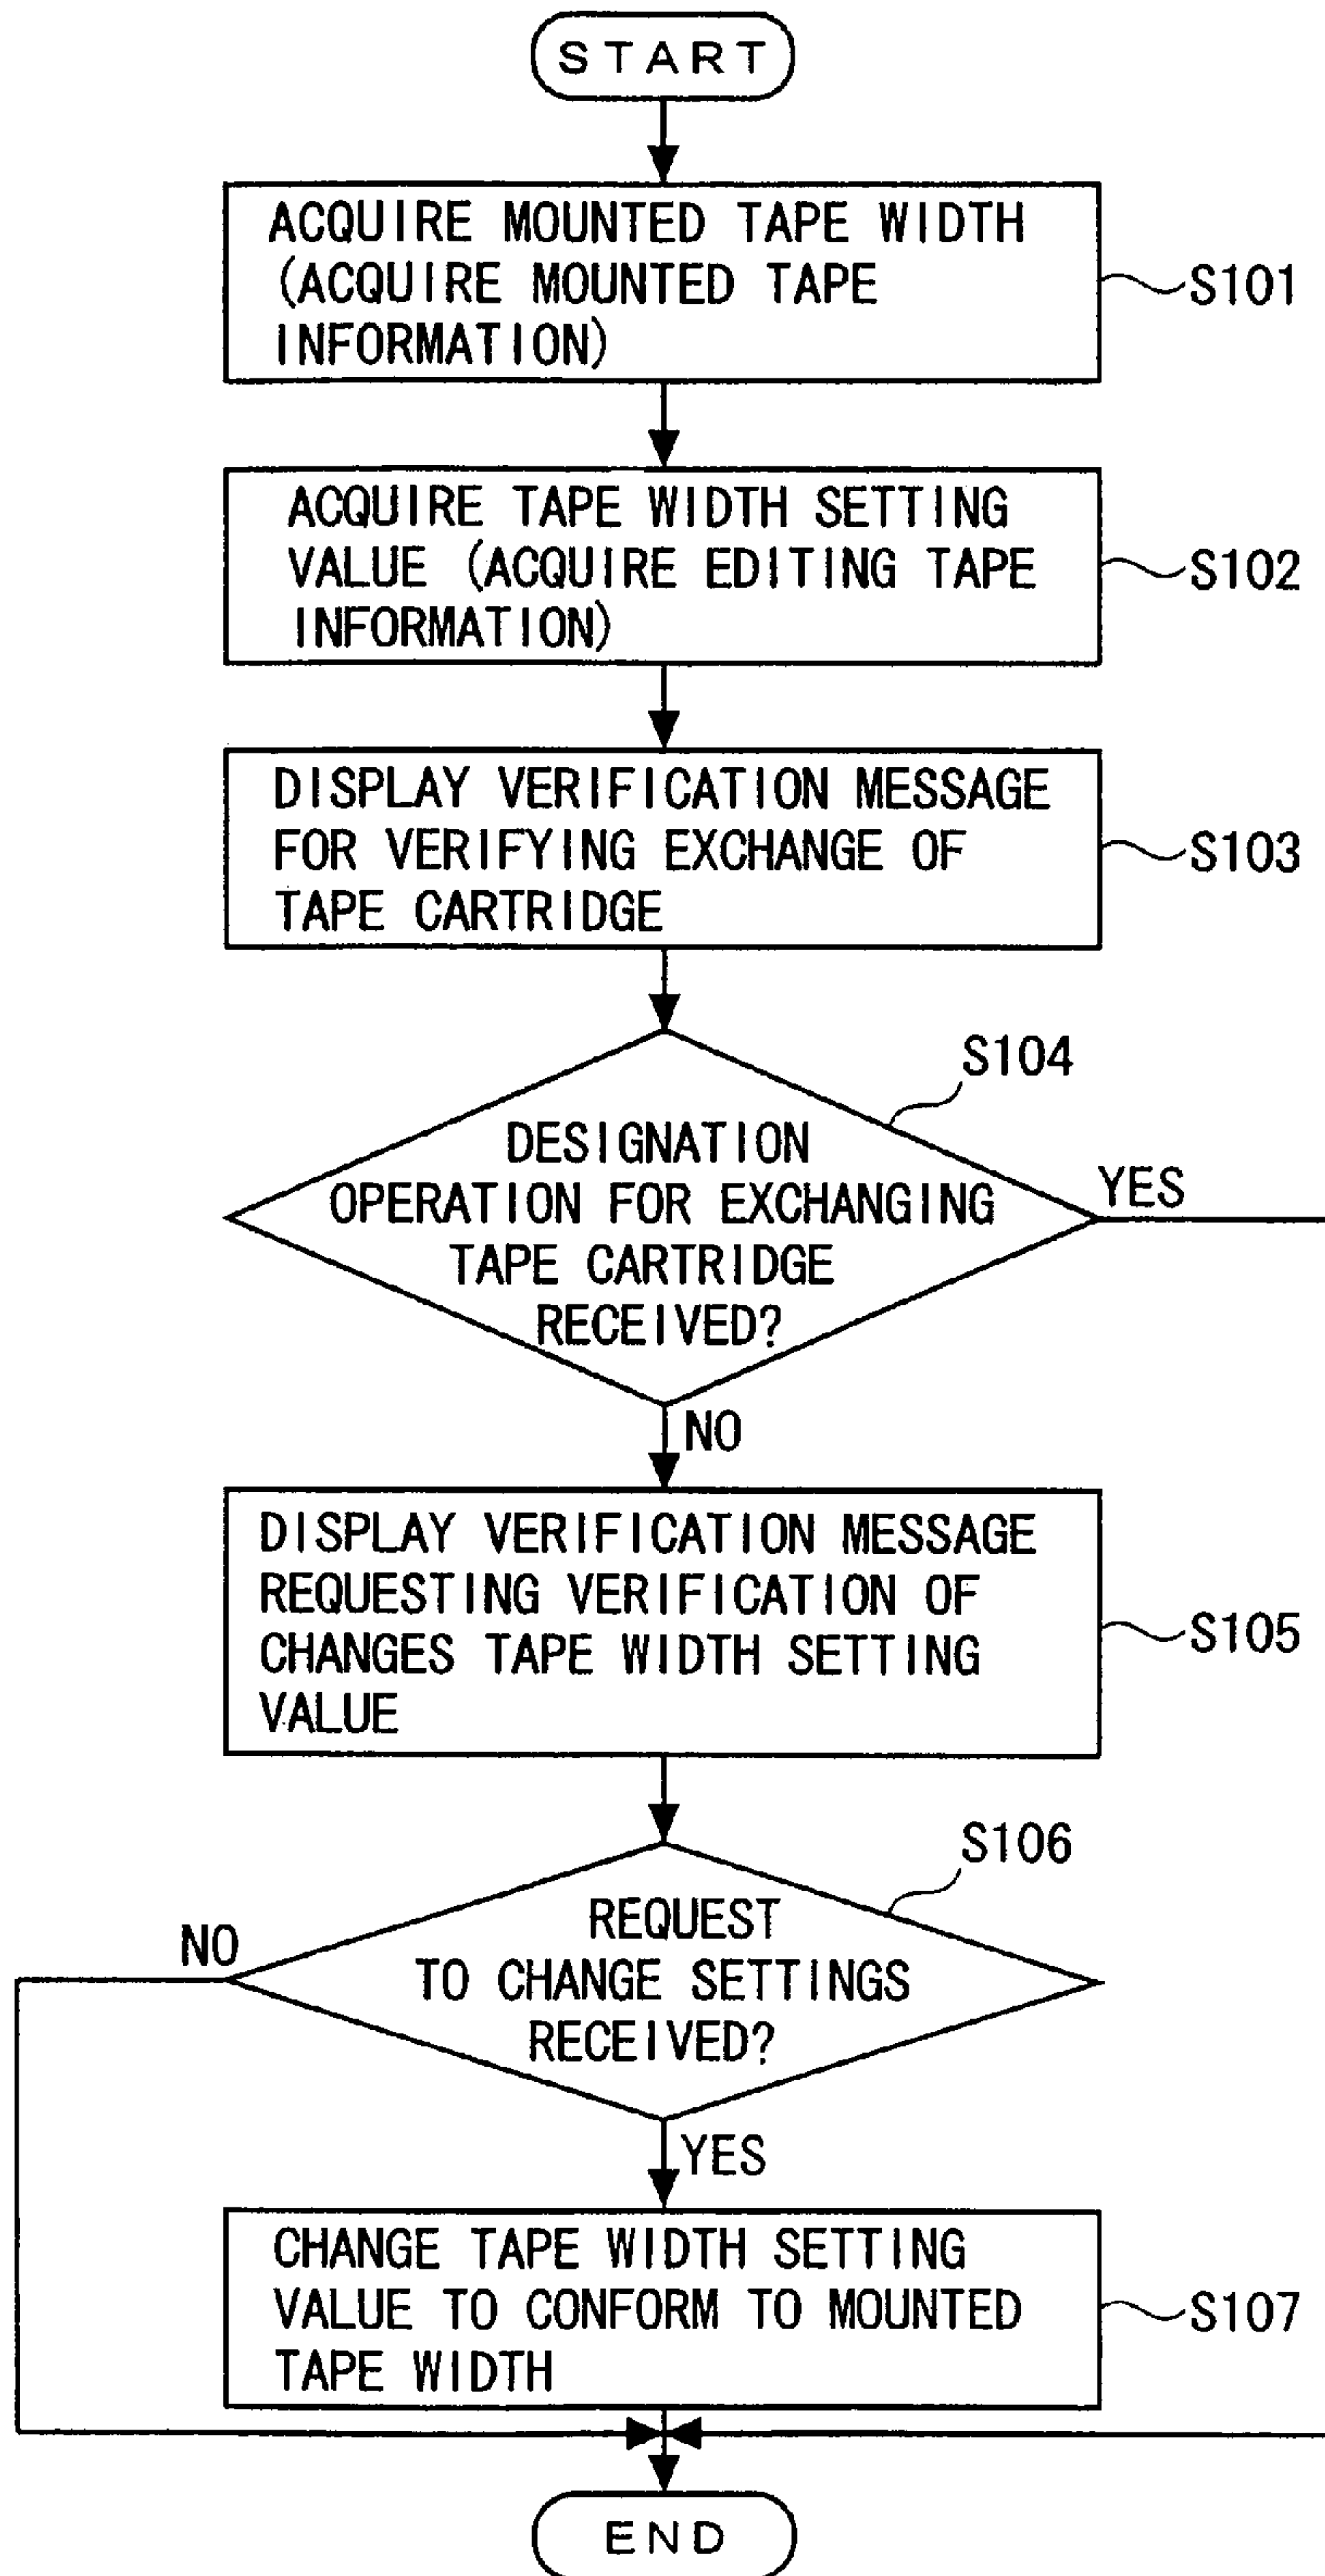 START
ACQUIRE MOUNTED TAPE WIDTH
(ACQUIRE MOUNTED TAPE
INFORMATION)
S101
ACQUIRE TAPE WIDTH SETTING
VALUE (ACQUIRE EDITING TAPE
INFORMATION)
S102
DISPLAY VERIFICATION MESSAGE
FOR VERIFYING EXCHANGE OF
TAPE CARTRIDGE
S103
S104
DESIGNATION
OPERATION FOR EXCHANGING
TAPE CARTRIDGE
RECEIVED?
YES
NO
DISPLAY VERIFICATION MESSAGE
REQUESTING VERIFICATION OF
CHANGES TAPE WIDTH SETTING
VALUE
S105
S106
REQUEST
TO CHANGE SETTINGS
RECEIVED?
NO
YES
CHANGE TAPE WIDTH SETTING
VALUE TO CONFORM TO MOUNTED
TAPE WIDTH
S107
END